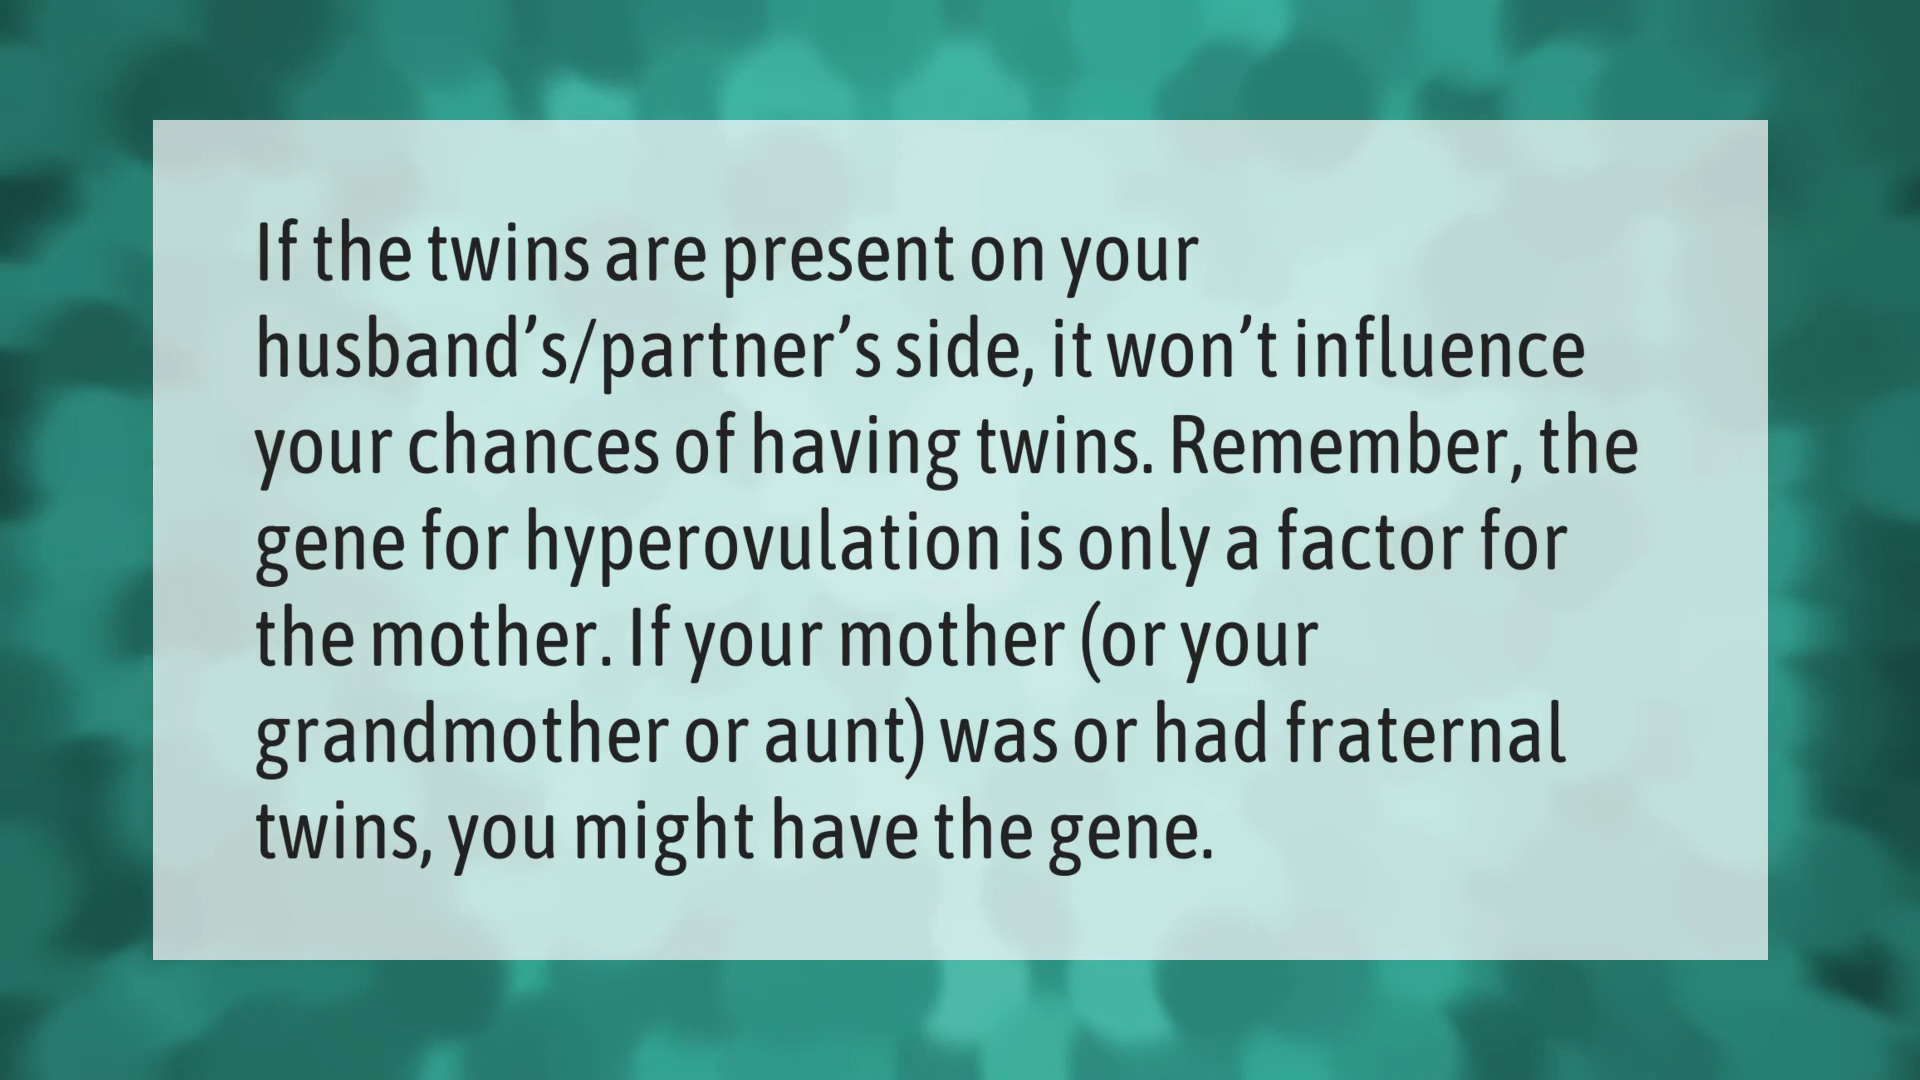 If the twins are present on your
husband’s/partner’s side, it won’t influence
your chances of having twins. Remember, the
gene for hyperovulation is only a factor for
the mother. If your mother (or your
grandmother or aunt) was or had fraternal
twins, you might have the gene.